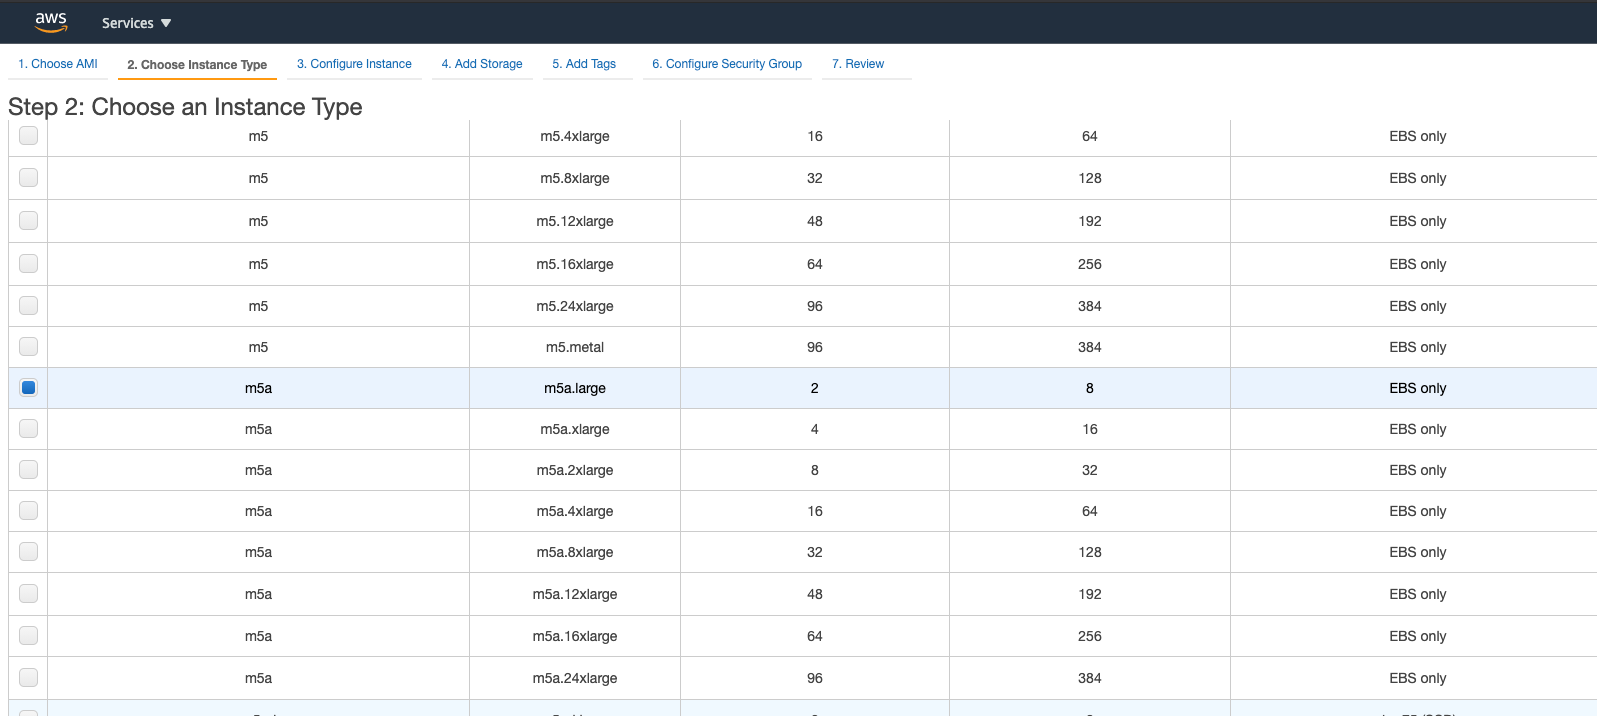 aws Services
1. Choose AMI 2. Choose Instance Type 3. Configure Instance 4. Add Storage 5. Add Tags 6. Configure Security Group 7. Review
Step 2: Choose an Instance Type
m5 m5.4xlarge 16 64 EBS only
m5 m5.8xlarge 32 128 EBS only
m5 m5.12xlarge 48 192 EBS only
m5 m5.16xlarge 64 256 EBS only
m5 m5.24xlarge 96 384 EBS only
m5 m5.metal 96 384 EBS only
m5a m5a.large 2 8 EBS only
m5a m5a.xlarge 4 16 EBS only
m5a m5a.2xlarge 8 32 EBS only
m5a m5a.4xlarge 16 64 EBS only
m5a m5a.8xlarge 32 128 EBS only
m5a m5a.12xlarge 48 192 EBS only
m5a m5a.16xlarge 64 256 EBS only
m5a m5a.24xlarge 96 384 EBS only